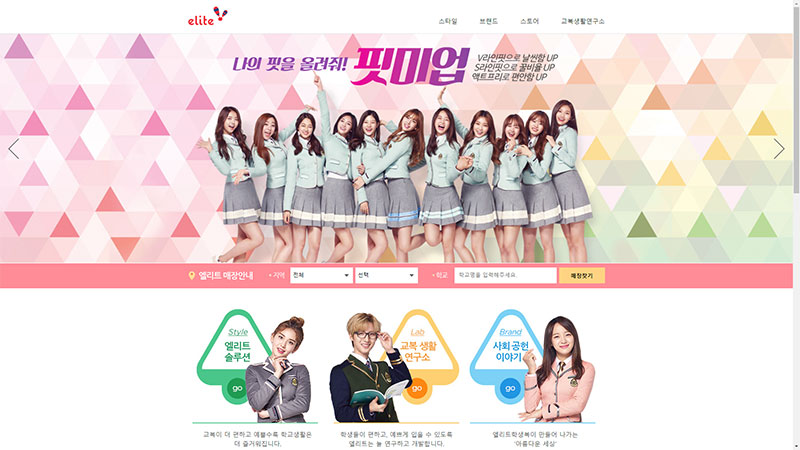 elite
스타일 브랜드 스토어 교복생활연구소
나의 핏을 올려줘! 핏미업
V라인핏으로 날씬함 UP
S라인핏으로 꿀비율 UP
액트프리로 편안함 UP
엘리트 매장안내 • 지역 전체 선택 • 학교 학교명을 입력해주세요. 매장찾기
Style
엘리트
솔루션
go
Lab
교복 생활
연구소
go
Brand
사회 공헌
이야기
go
교복이 더 편하고 예쁠수록 학교생활은
더 즐거워집니다.
학생들이 편하고, 예쁘게 입을 수 있도록
엘리트는 늘 연구하고 개발합니다.
엘리트학생복이 만들어 나가는
'아름다운 세상'